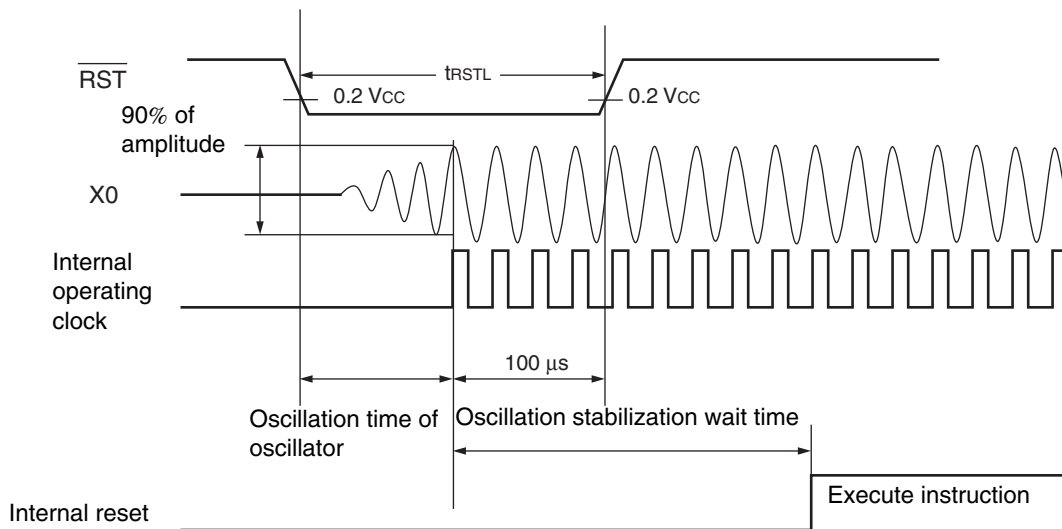 RST
tRSTL
0.2 VCC
0.2 VCC
90% of
amplitude
X0
Internal
operating
clock
100 μs
Oscillation time of
oscillator
Oscillation stabilization wait time
Execute instruction
Internal reset